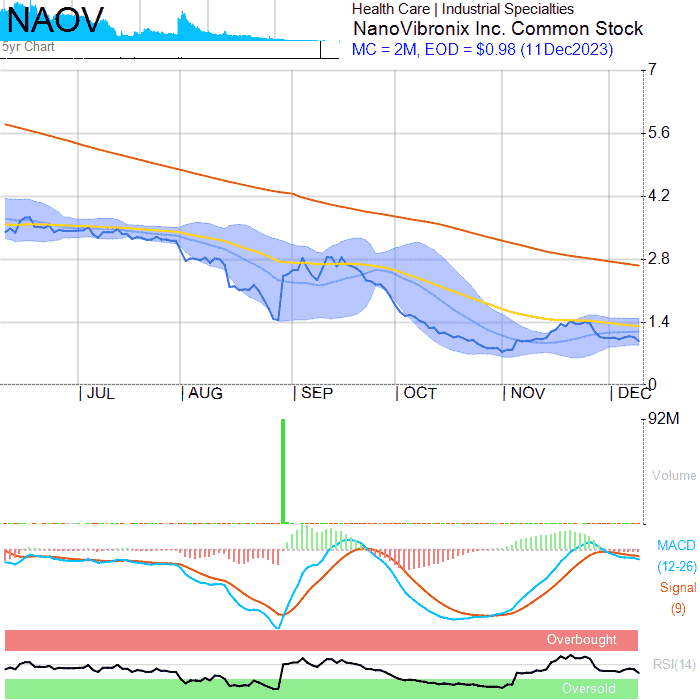 NAOV
5yr Chart
Health Care | Industrial Specialties
NanoVibronix Inc. Common Stock
MC = 2M, EOD = $0.98 (11Dec2023)
7
5.6
4.2
2.8
1.4
0
| JUL | AUG | SEP | OCT | NOV | DEC
92M
Volume
MACD
(12-26)
Signal
(9)
Overbought
RSI(14)
Oversold